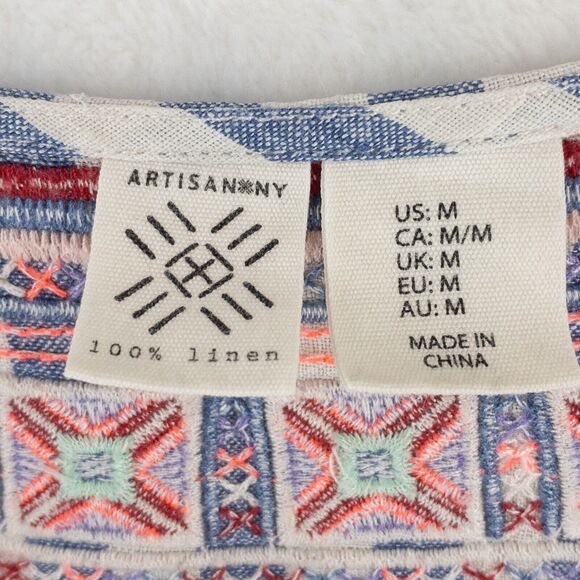 ARTISAN※NY
100% linen
US: M
CA: M/M
UK: M
EU: M
AU: M
MADE IN
CHINA